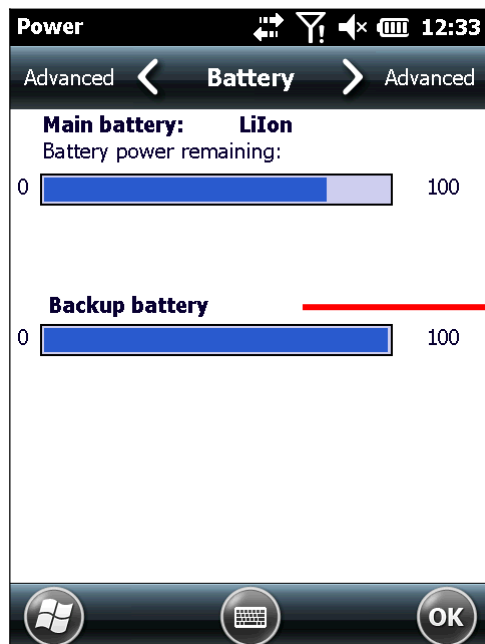 Power 12:33
Advanced Battery Advanced
Main battery: LiIon
Battery power remaining:
0 100
Backup battery
0 100
OK